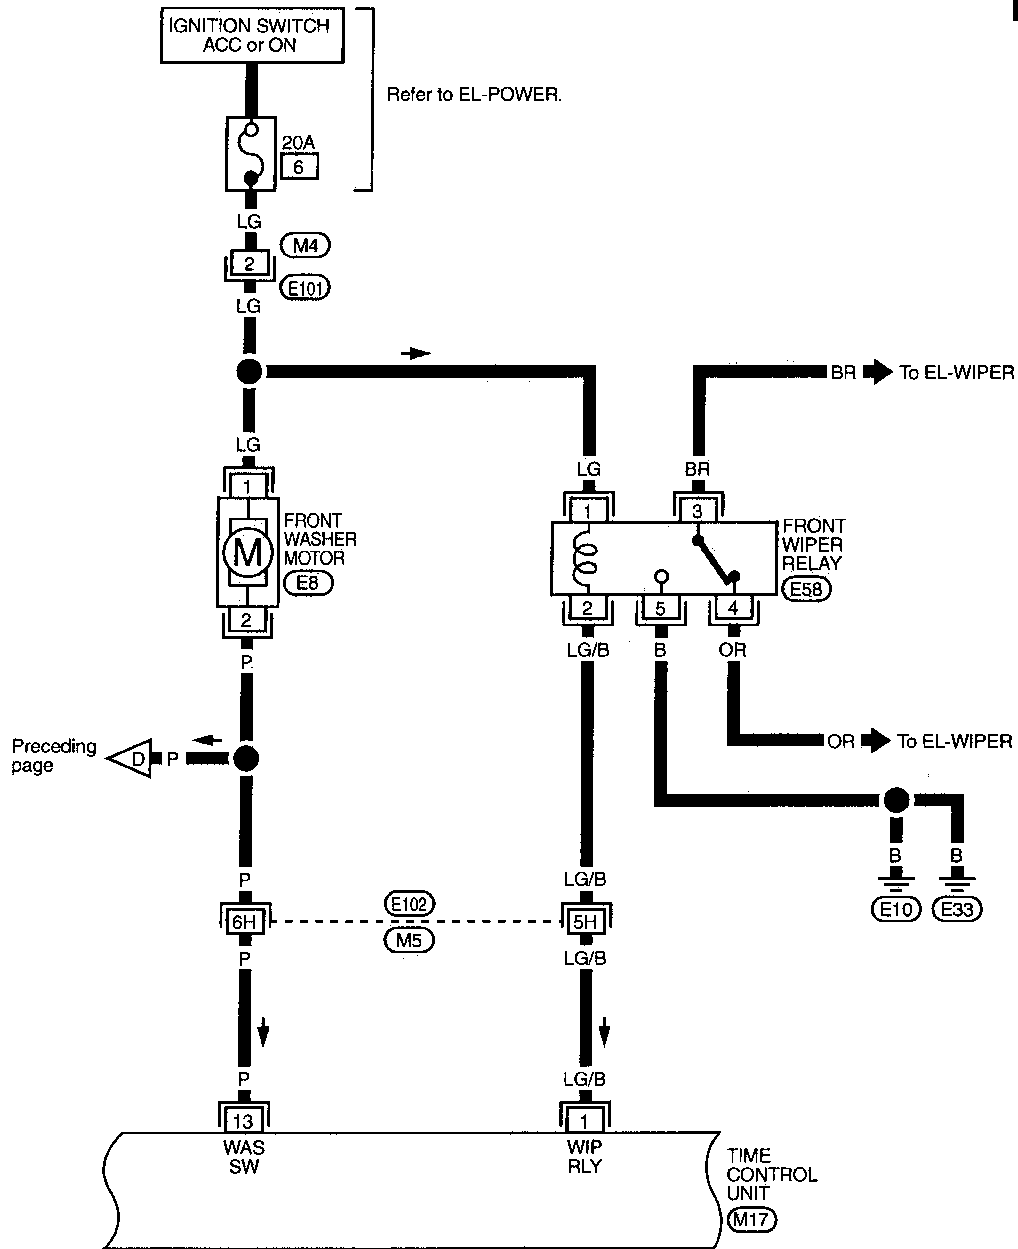 IGNITION SWITCH
ACC or ON
Refer to EL-POWER.
20A
6
LG
M4
2
E101
LG
BR
To EL-WIPER
LG
LG
BR
1
1
3
FRONT
WASHER
MOTOR
E8
M
FRONT
WIPER
RELAY
E58
2
2
5
4
P
LG/B
B
OR
Preceding
page
D
P
OR
To EL-WIPER
B
B
E10
E33
P
LG/B
6H
E102
M5
5H
P
LG/B
P
LG/B
13
1
WAS
SW
WIP
RLY
TIME
CONTROL
UNIT
M17